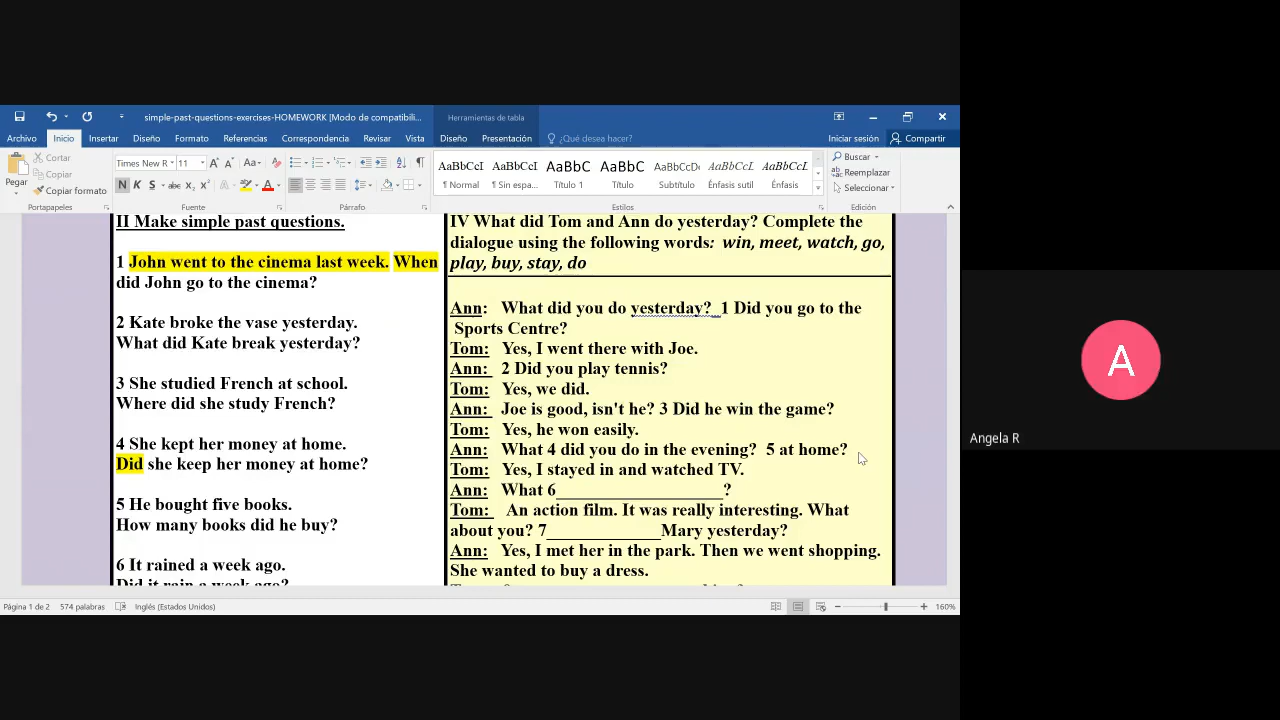 simple-past-questions-exercises-HOMEWORK [Modo de compatibili...
Herramientas de tabla
Archivo Inicio Insertar Diseño Formato Referencias Correspondencia Revisar Vista Diseño Presentación ¿Qué desea hacer? Iniciar sesión Compartir
Pegar
Cortar
Copiar
Copiar formato
Portapapeles
Times New R 11 A A Aa
N K S abc x₂ x² A A
Fuente
Párrafo
AaBbCcI AaBbCcI AaBbC AaBbC AaBbCcD AaBbCcL AaBbCcL
¶ Normal ¶ Sin espa... Título 1 Título Subtítulo Énfasis sutil Énfasis
Estilos
Buscar
Reemplazar
Seleccionar
Edición
II Make simple past questions.
1 John went to the cinema last week. When
did John go to the cinema?
2 Kate broke the vase yesterday.
What did Kate break yesterday?
3 She studied French at school.
Where did she study French?
4 She kept her money at home.
Did she keep her money at home?
5 He bought five books.
How many books did he buy?
6 It rained a week ago.
Did it rain a week ago?
IV What did Tom and Ann do yesterday? Complete the
dialogue using the following words: win, meet, watch, go,
play, buy, stay, do
Ann: What did you do yesterday?_1 Did you go to the
Sports Centre?
Tom: Yes, I went there with Joe.
Ann: 2 Did you play tennis?
Tom: Yes, we did.
Ann: Joe is good, isn't he? 3 Did he win the game?
Tom: Yes, he won easily.
Ann: What 4 did you do in the evening? 5 at home?
Tom: Yes, I stayed in and watched TV.
Ann: What 6____________________?
Tom: An action film. It was really interesting. What
about you? 7_____________Mary yesterday?
Ann: Yes, I met her in the park. Then we went shopping.
She wanted to buy a dress.
Página 1 de 2 574 palabras Inglés (Estados Unidos) 160%
A
Angela R